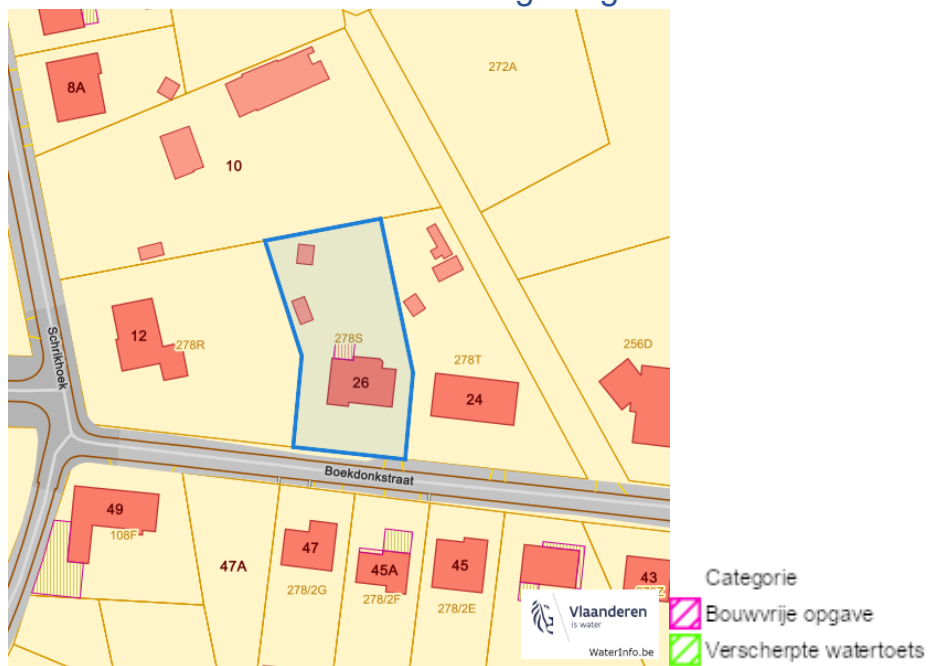 272A
8A
10
Schrikhoek
12
278R
278S
26
278T
24
256D
Boekdonkstraat
49
108F
47A
47
278/2G
45A
278/2F
45
278/2E
43
Vlaanderen
is water
WaterInfo.be
Categorie
Bouwvrije opgave
Verscherpte watertoets